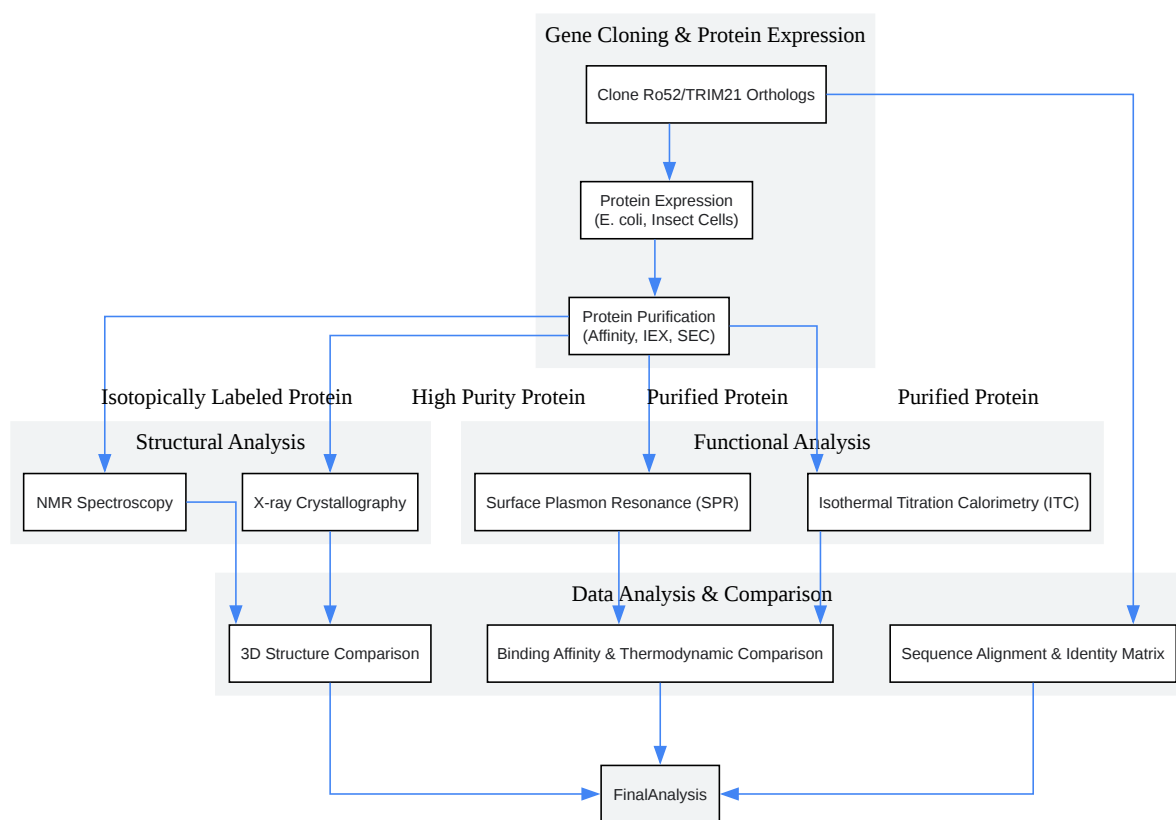 Gene Cloning & Protein Expression
Clone Ro52/TRIM21 Orthologs
Protein Expression
(E. coli, Insect Cells)
Protein Purification
(Affinity, IEX, SEC)
Isotopically Labeled Protein
High Purity Protein
Purified Protein
Purified Protein
Structural Analysis
Functional Analysis
NMR Spectroscopy
X-ray Crystallography
Surface Plasmon Resonance (SPR)
Isothermal Titration Calorimetry (ITC)
Data Analysis & Comparison
3D Structure Comparison
Binding Affinity & Thermodynamic Comparison
Sequence Alignment & Identity Matrix
FinalAnalysis